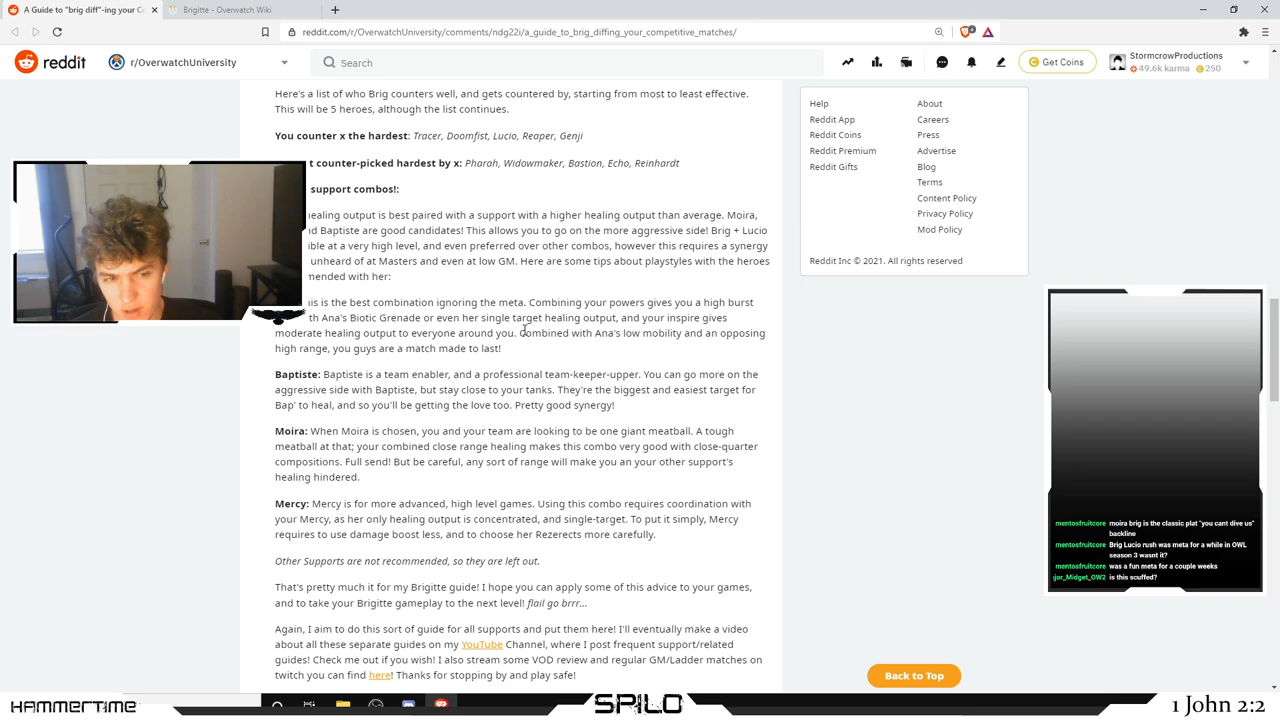 A Guide to "brig diff"-ing your C
Brigitte - Overwatch Wiki
reddit.com/r/OverwatchUniversity/comments/ndg22i/a_guide_to_brig_diffing_your_competitive_matches/
reddit
r/OverwatchUniversity
Search
Get Coins
StormcrowProductions
49.6k karma 250
Here's a list of who Brig counters well, and gets countered by, starting from most to least effective.
This will be 5 heroes, although the list continues.
You counter x the hardest: Tracer, Doomfist, Lucio, Reaper, Genji
t counter-picked hardest by x: Pharah, Widowmaker, Bastion, Echo, Reinhardt
support combos!:
healing output is best paired with a support with a higher healing output than average. Moira,
nd Baptiste are good candidates! This allows you to go on the more aggressive side! Brig + Lucio
ible at a very high level, and even preferred over other combos, however this requires a synergy
unheard of at Masters and even at low GM. Here are some tips about playstyles with the heroes
mended with her:
his is the best combination ignoring the meta. Combining your powers gives you a high burst
th Ana's Biotic Grenade or even her single target healing output, and your inspire gives
moderate healing output to everyone around you. Combined with Ana's low mobility and an opposing
high range, you guys are a match made to last!
Baptiste: Baptiste is a team enabler, and a professional team-keeper-upper. You can go more on the
aggressive side with Baptiste, but stay close to your tanks. They're the biggest and easiest target for
Bap' to heal, and so you'll be getting the love too. Pretty good synergy!
Moira: When Moira is chosen, you and your team are looking to be one giant meatball. A tough
meatball at that; your combined close range healing makes this combo very good with close-quarter
compositions. Full send! But be careful, any sort of range will make you an your other support's
healing hindered.
Mercy: Mercy is for more advanced, high level games. Using this combo requires coordination with
your Mercy, as her only healing output is concentrated, and single-target. To put it simply, Mercy
requires to use damage boost less, and to choose her Rezerects more carefully.
Other Supports are not recommended, so they are left out.
That's pretty much it for my Brigitte guide! I hope you can apply some of this advice to your games,
and to take your Brigitte gameplay to the next level! flail go brrr...
Again, I aim to do this sort of guide for all supports and put them here! I'll eventually make a video
about all these separate guides on my YouTube Channel, where I post frequent support/related
guides! Check me out if you wish! I also stream some VOD review and regular GM/Ladder matches on
twitch you can find here! Thanks for stopping by and play safe!
Help
Reddit App
Reddit Coins
Reddit Premium
Reddit Gifts
About
Careers
Press
Advertise
Blog
Terms
Content Policy
Privacy Policy
Mod Policy
Reddit Inc © 2021. All rights reserved
mentosfruitcore moira brig is the classic plat "you cant dive us"
backline
mentosfruitcore Brig Lucio rush was meta for a while in OWL
season 3 wasnt it?
mentosfruitcore was a fun meta for a couple weeks
jor_Midget_OW2 is this scuffed?
Back to Top
HAMMERTIME
SPILO
1 John 2:2